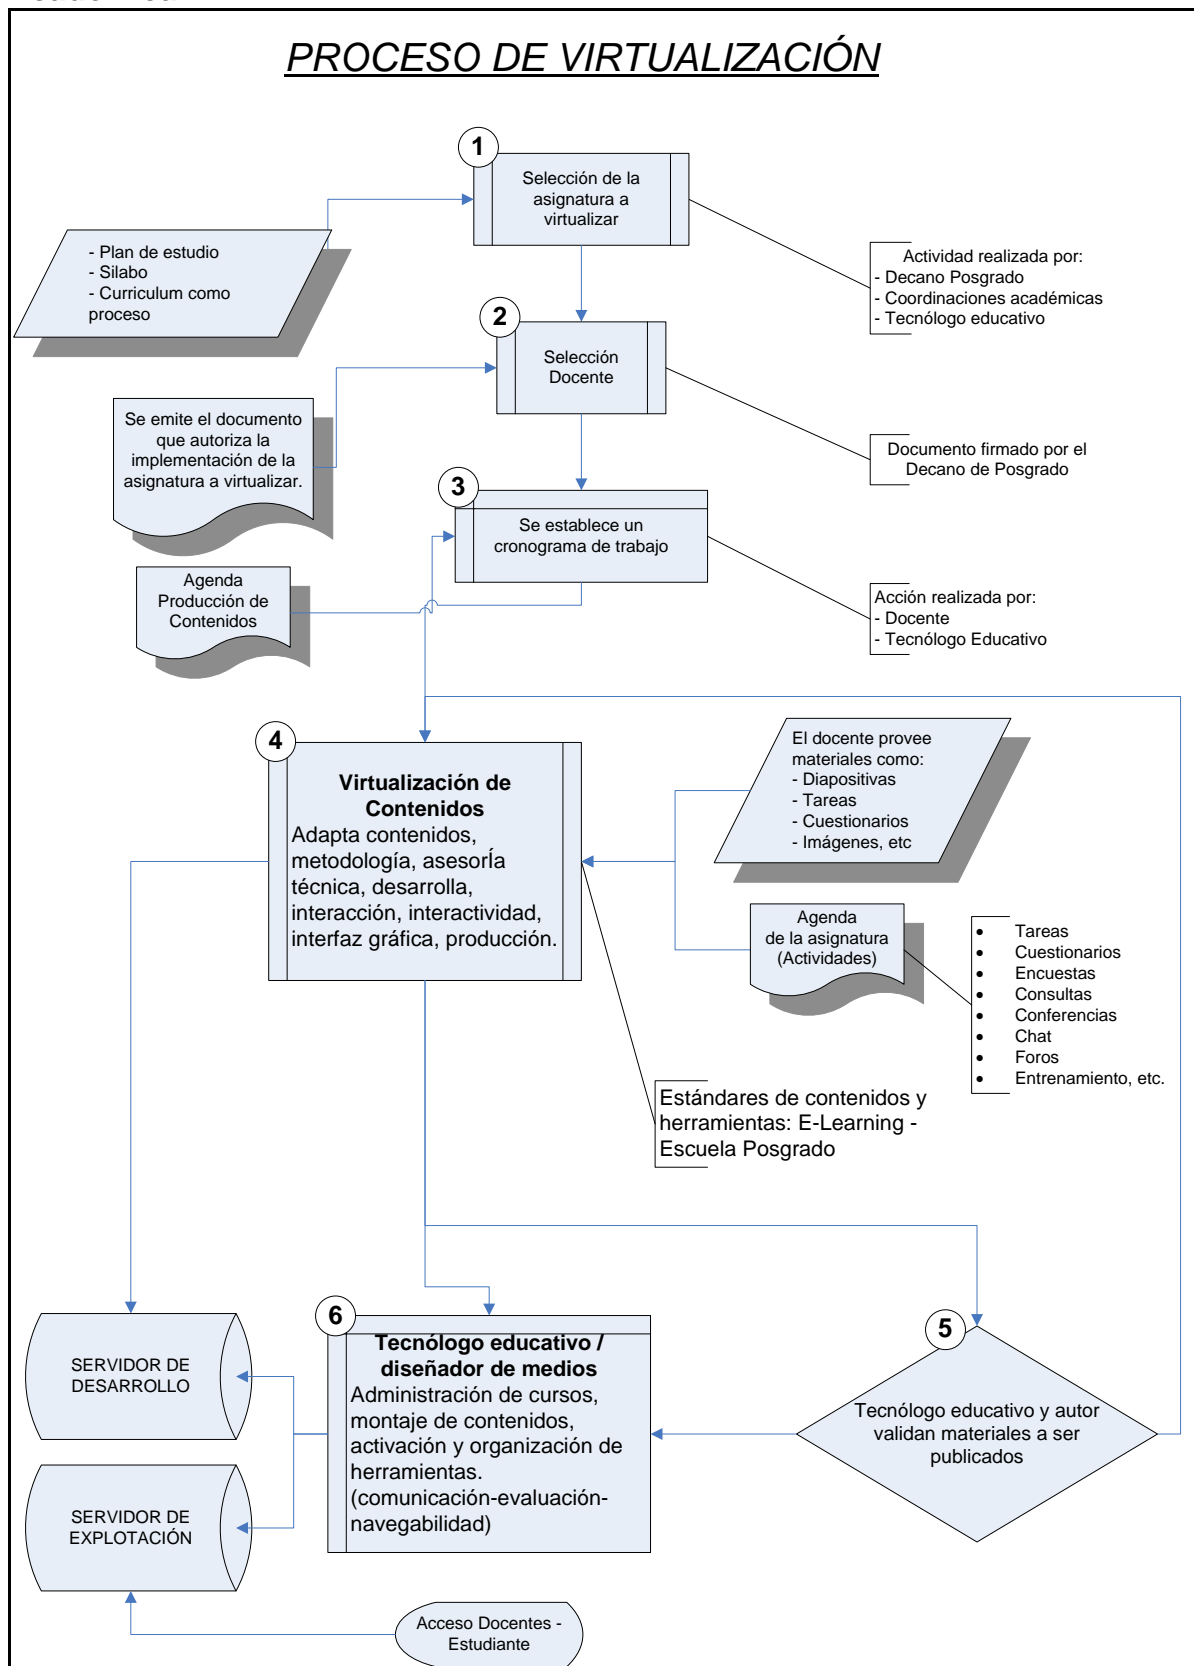 PROCESO DE VIRTUALIZACIÓN
1
Selección de la
asignatura a
virtualizar
- Plan de estudio
- Silabo
- Curriculum como
proceso
Actividad realizada por:
- Decano Posgrado
- Coordinaciones académicas
- Tecnólogo educativo
2
Selección
Docente
Se emite el documento
que autoriza la
implementación de la
asignatura a virtualizar.
Documento firmado por el
Decano de Posgrado
3
Se establece un
cronograma de trabajo
Agenda
Producción de
Contenidos
Acción realizada por:
- Docente
- Tecnólogo Educativo
4
Virtualización de
Contenidos
Adapta contenidos,
metodología, asesorÍa
técnica, desarrolla,
interacción, interactividad,
interfaz gráfica, producción.
El docente provee
materiales como:
- Diapositivas
- Tareas
- Cuestionarios
- Imágenes, etc
Agenda
de la asignatura
(Actividades)
• Tareas
• Cuestionarios
• Encuestas
• Consultas
• Conferencias
• Chat
• Foros
• Entrenamiento, etc.
Estándares de contenidos y
herramientas: E-Learning -
Escuela Posgrado
5
Tecnólogo educativo y autor
validan materiales a ser
publicados
6
Tecnólogo educativo /
diseñador de medios
Administración de cursos,
montaje de contenidos,
activación y organización de
herramientas.
(comunicación-evaluación-
navegabilidad)
SERVIDOR DE
DESARROLLO
SERVIDOR DE
EXPLOTACIÓN
Acceso Docentes -
Estudiante